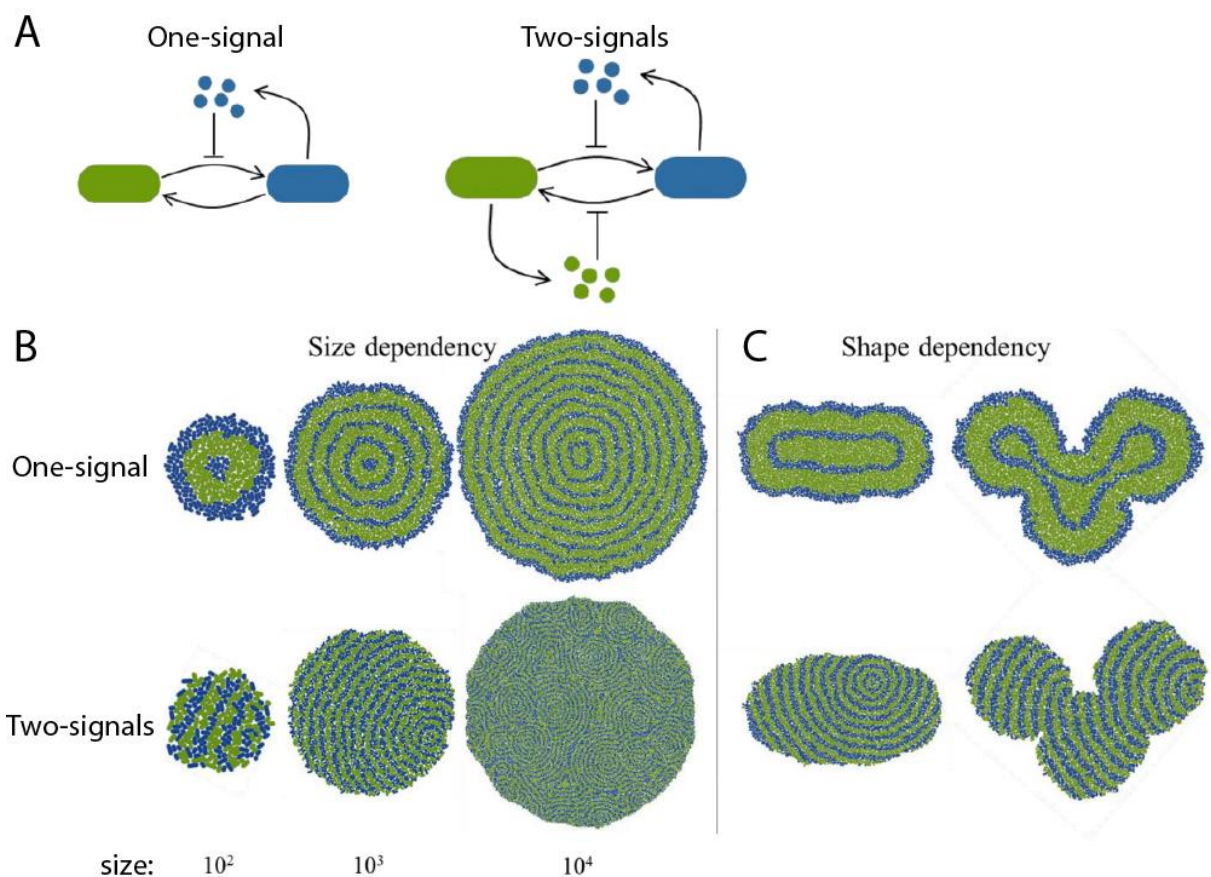 A
One-signal
Two-signals
B
Size dependency
C
Shape dependency
One-signal
Two-signals
size:
10²
10³
10⁴